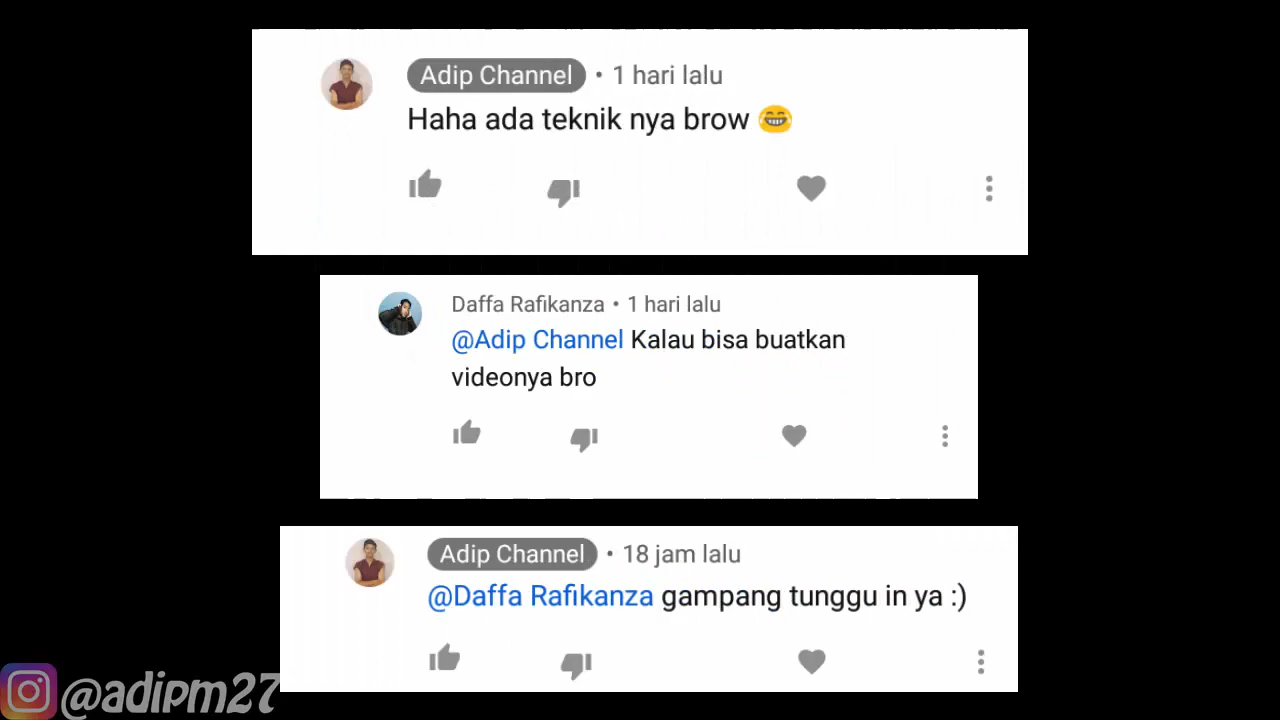 Adip Channel • 1 hari lalu
Haha ada teknik nya brow 😂
Daffa Rafikanza • 1 hari lalu
@Adip Channel Kalau bisa buatkan
videonya bro
Adip Channel • 18 jam lalu
@Daffa Rafikanza gampang tunggu in ya :)
@adipm27